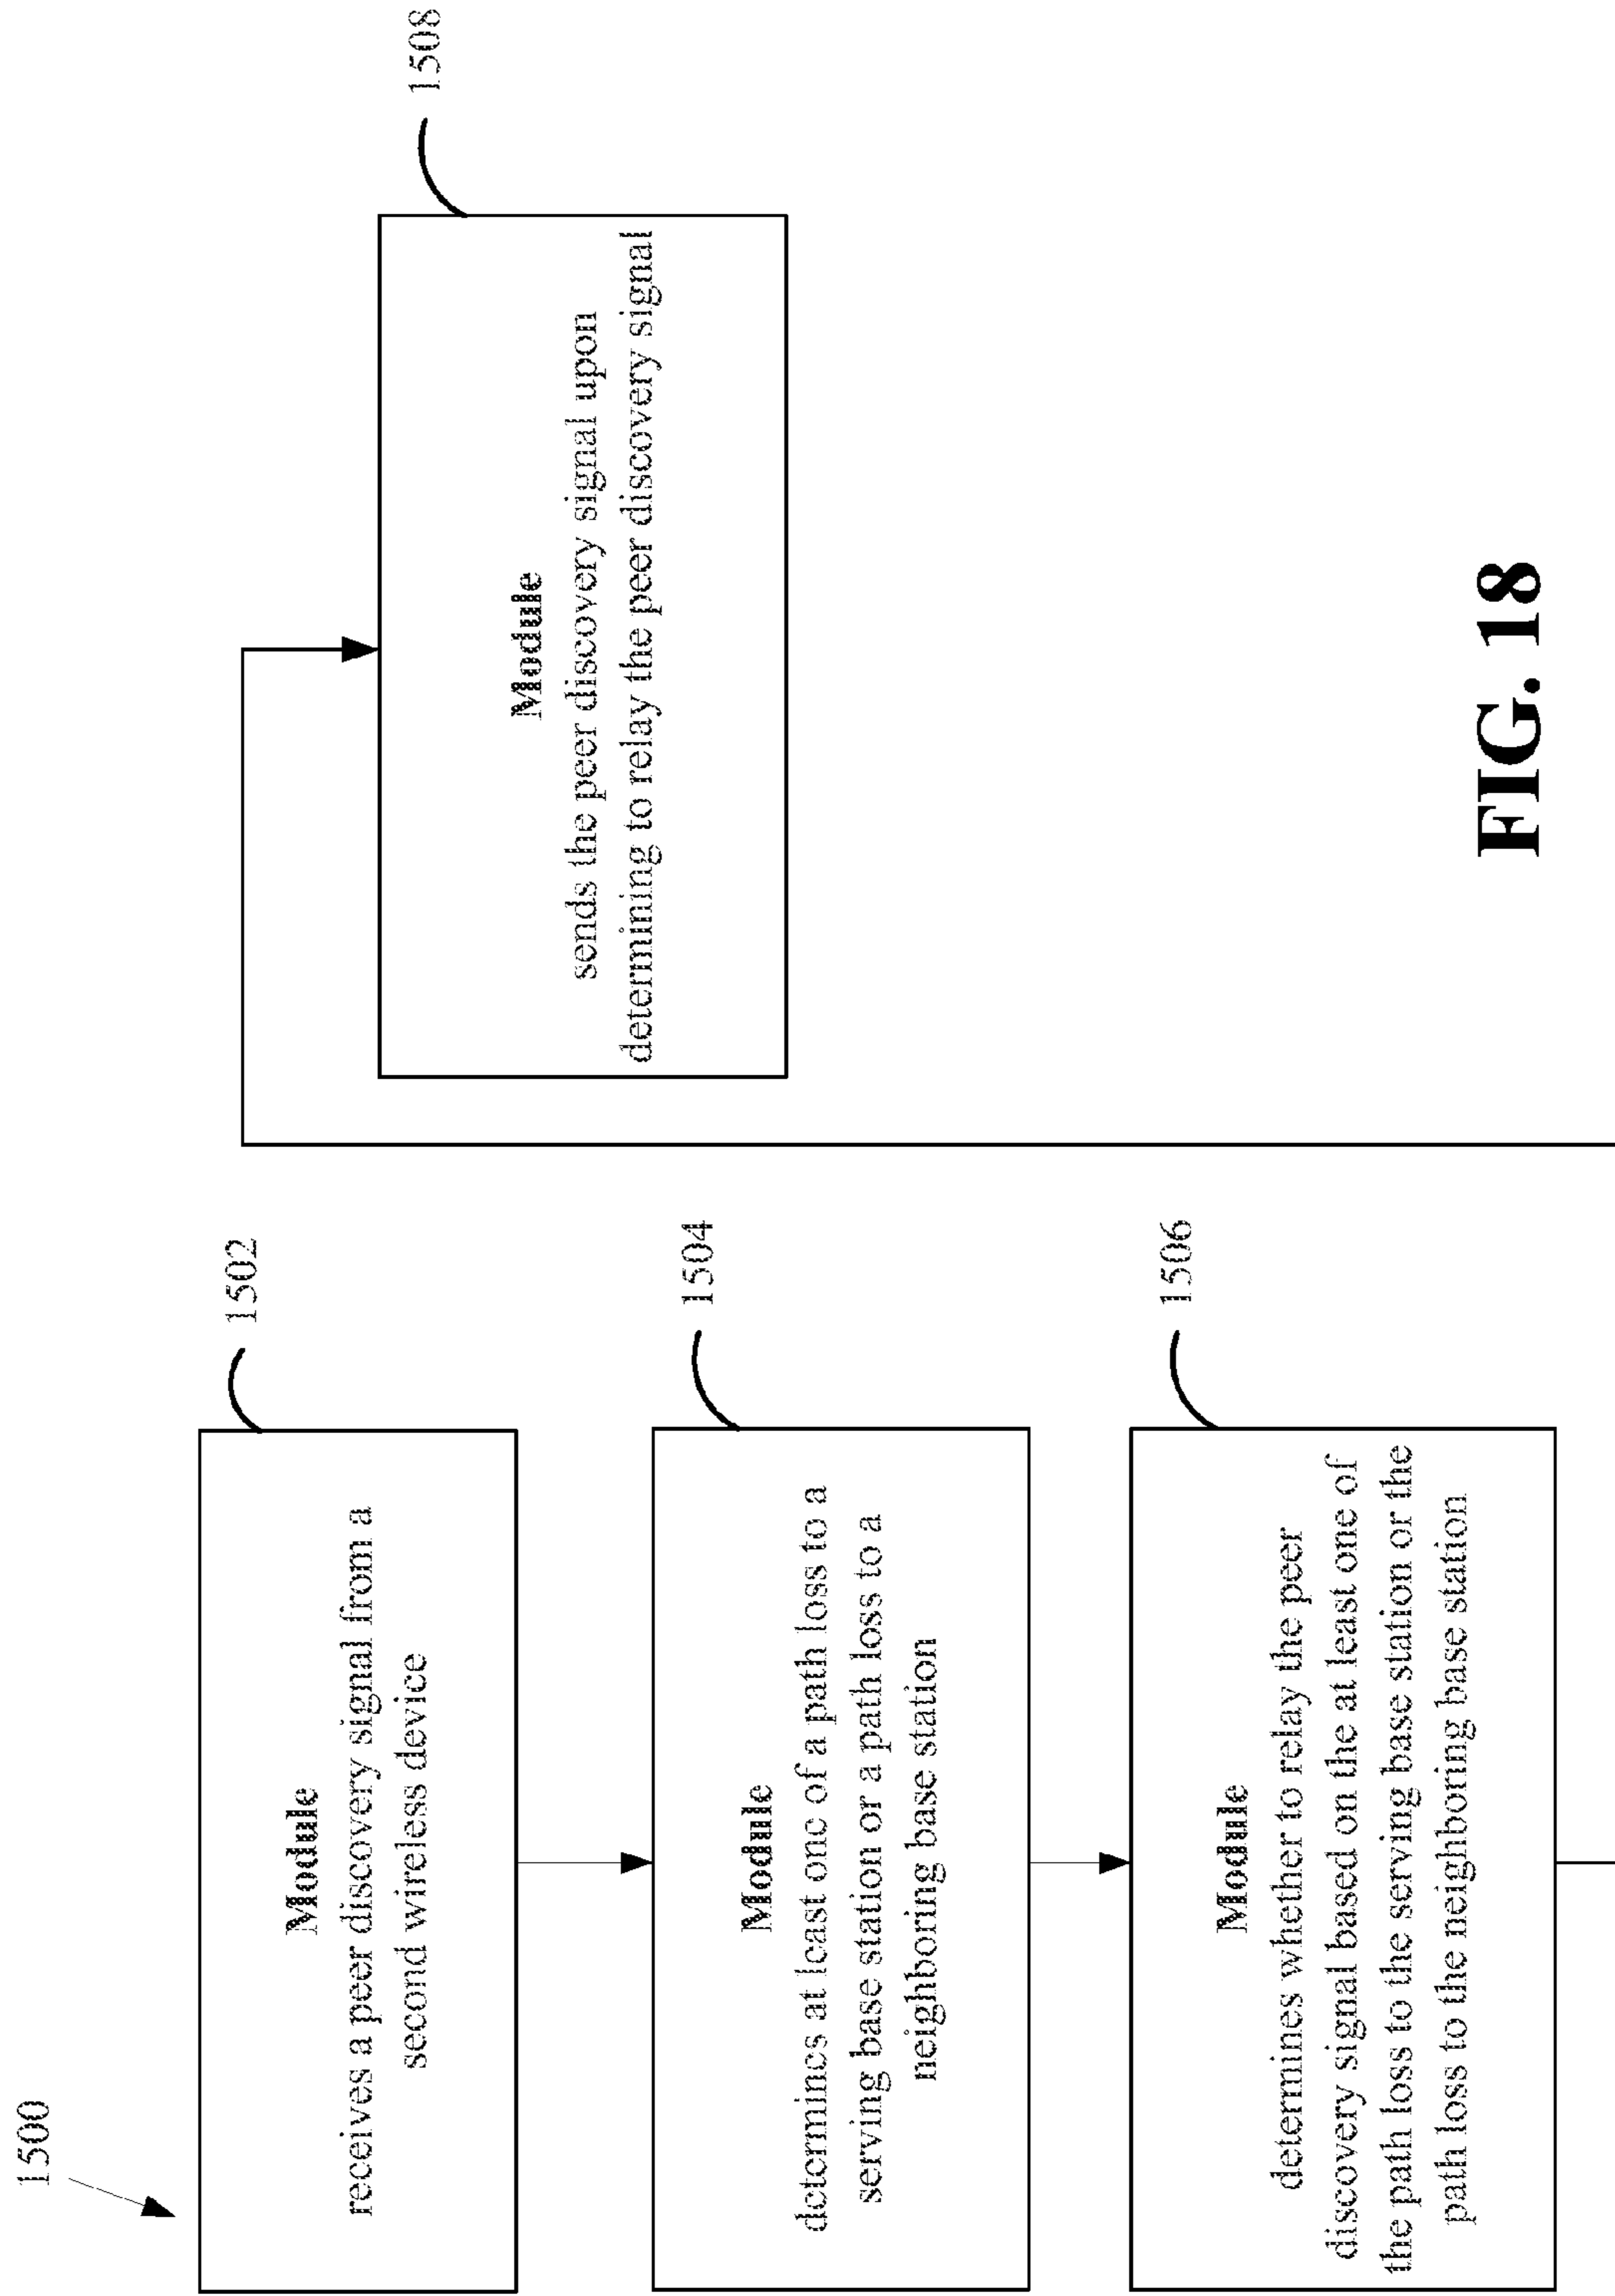 1500
1502
Module
receives a peer discovery signal from a
second wireless device
1504
Module
determines at least one of a path loss to a
serving base station or a path loss to a
neighboring base station
1506
Module
determines whether to relay the peer
discovery signal based on the at least one of
the path loss to the serving base station or the
path loss to the neighboring base station
1508
Module
sends the peer discovery signal upon
determining to relay the peer discovery signal
FIG. 18